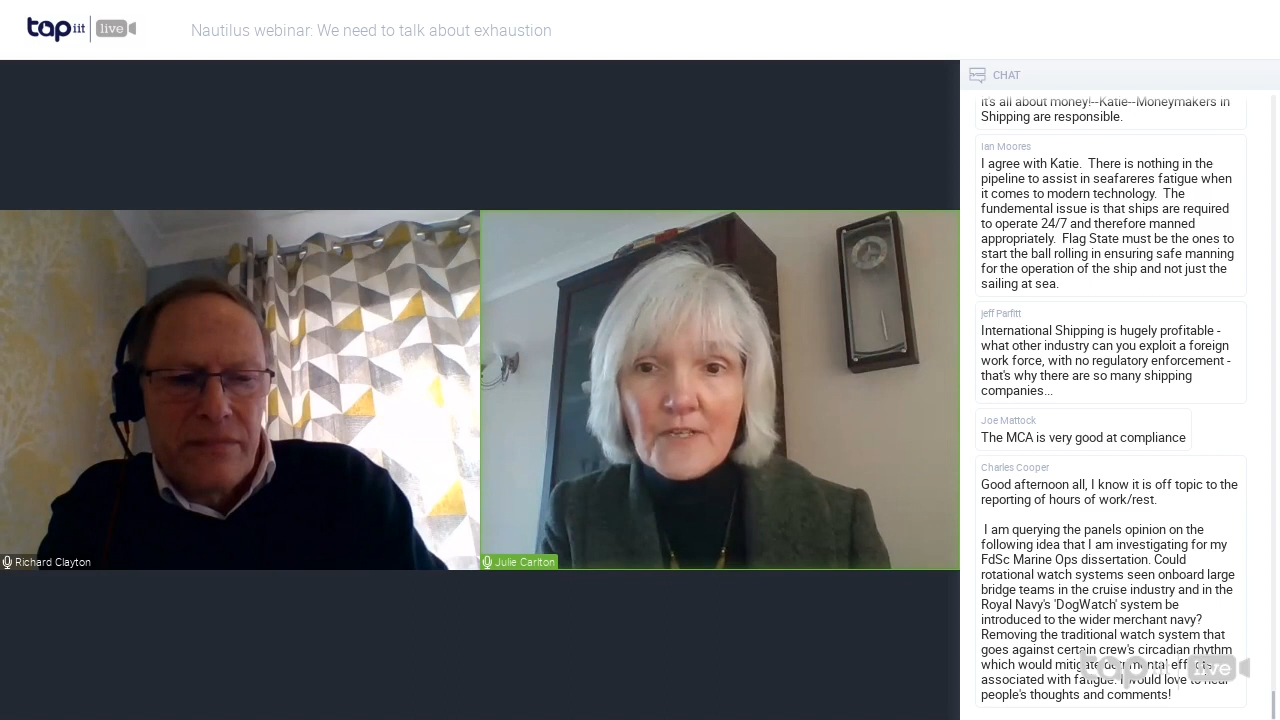 tap iit live
Nautilus webinar: We need to talk about exhaustion
CHAT
it's all about money!--Katie--Moneymakers in
Shipping are responsible.
Ian Moores
I agree with Katie.  There is nothing in the
pipeline to assist in seafareres fatigue when
it comes to modern technology.  The
fundemental issue is that ships are required
to operate 24/7 and therefore manned
appropriately.  Flag State must be the ones to
start the ball rolling in ensuring safe manning
for the operation of the ship and not just the
sailing at sea.
jeff Parfitt
International Shipping is hugely profitable -
what other industry can you exploit a foreign
work force, with no regulatory enforcement -
that's why there are so many shipping
companies...
Joe Mattock
The MCA is very good at compliance
Charles Cooper
Good afternoon all, I know it is off topic to the
reporting of hours of work/rest.
I am querying the panels opinion on the
following idea that I am investigating for my
FdSc Marine Ops dissertation. Could
rotational watch systems seen onboard large
bridge teams in the cruise industry and in the
Royal Navy's 'DogWatch' system be
introduced to the wider merchant navy?
Removing the traditional watch system that
goes against certain crew's circadian rhythm
which would mitigate detrimental effects
associated with fatigue. I would love to hear
people's thoughts and comments!
Richard Clayton
Julie Carlton
tap iit live